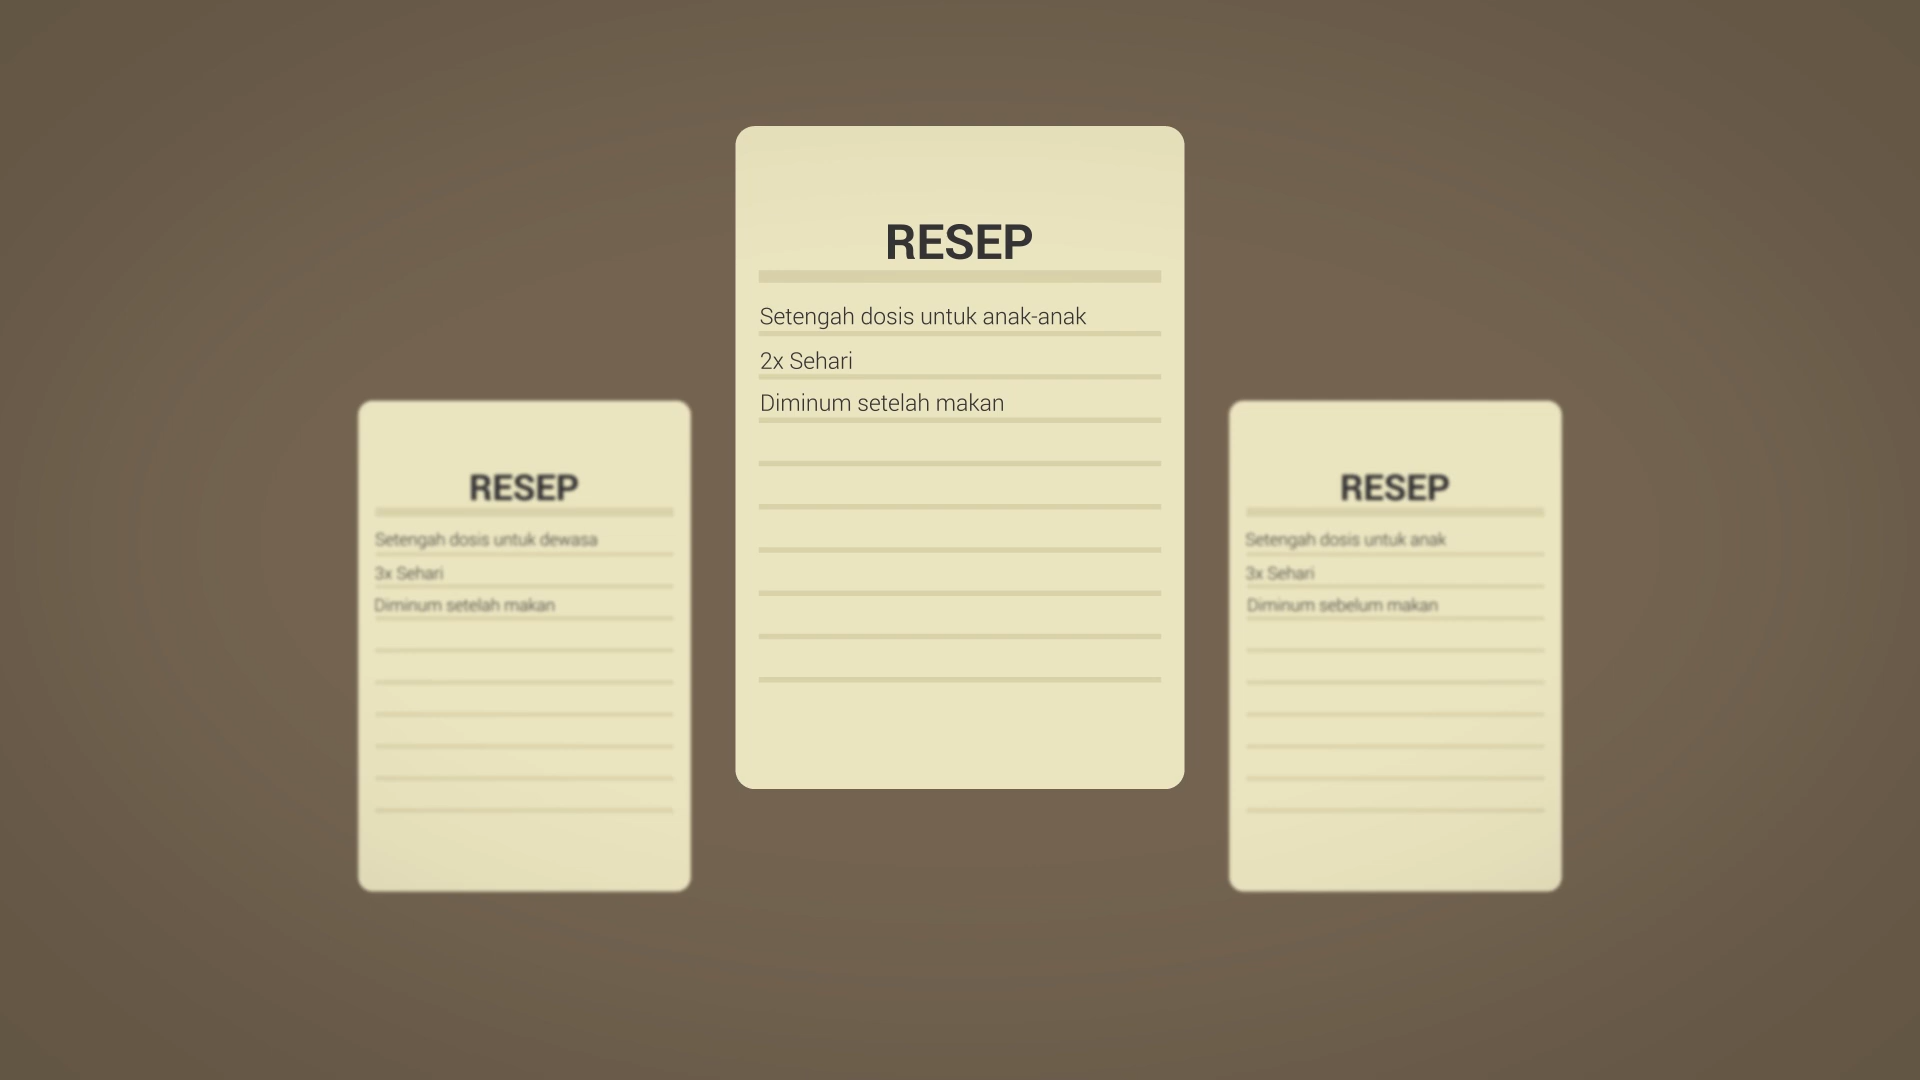 RESEP
Setengah dosis untuk dewasa
3x Sehari
Diminum setelah makan
RESEP
Setengah dosis untuk anak-anak
2x Sehari
Diminum setelah makan
RESEP
Setengah dosis untuk anak
3x Sehari
Diminum sebelum makan